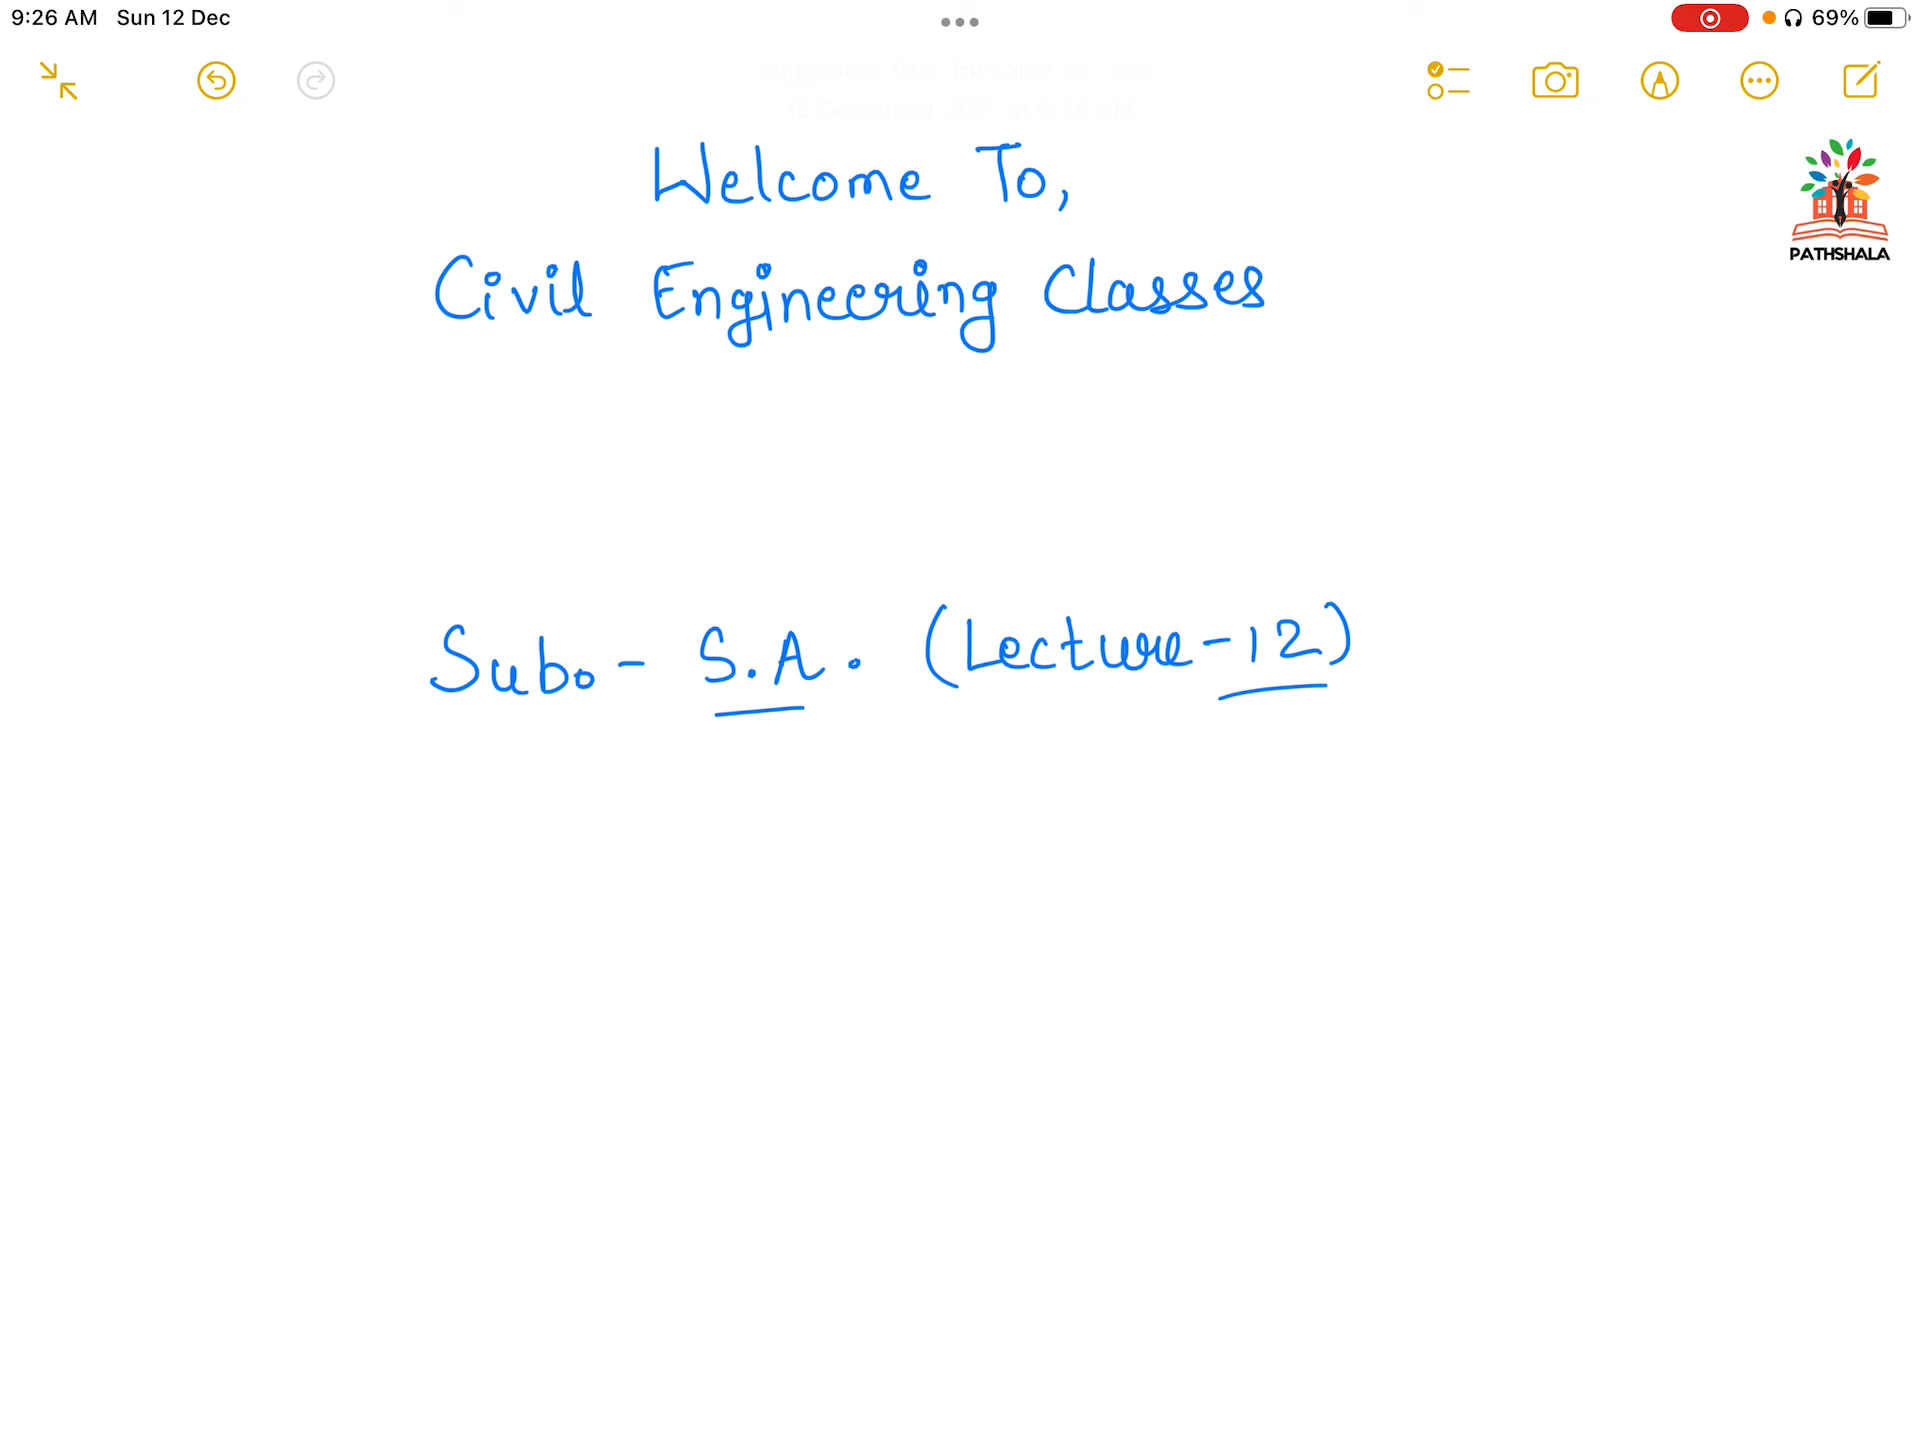 9:26 AM Sun 12 Dec
69%
Welcome To,
PATHSHALA
Civil Engineering Classes
Sub. - S.A. (Lecture-12)